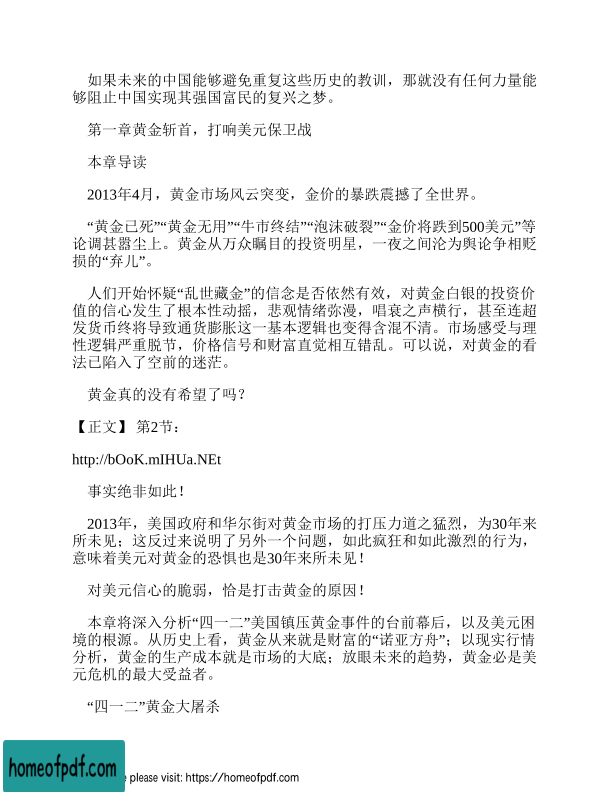 如果未来的中国能够避免重复这些历史的教训，那就没有任何力量能
够阻止中国实现其强国富民的复兴之梦。
第一章黄金斩首，打响美元保卫战
本章导读
2013年4月，黄金市场风云突变，金价的暴跌震撼了全世界。
“黄金已死”“黄金无用”“牛市终结”“泡沫破裂”“金价将跌到500美元”等
论调甚嚣尘上。黄金从万众瞩目的投资明星，一夜之间沦为舆论争相贬
损的“弃儿”。
人们开始怀疑“乱世藏金”的信念是否依然有效，对黄金白银的投资价
值的信心发生了根本性动摇，悲观情绪弥漫，唱衰之声横行，甚至连超
发货币终将导致通货膨胀这一基本逻辑也变得含混不清。市场感受与理
性逻辑严重脱节，价格信号和财富直觉相互错乱。可以说，对黄金的看
法已陷入了空前的迷茫。
黄金真的没有希望了吗？
【正文】 第2节：
http://bOoK.mIHUa.NEt
事实绝非如此！
2013年，美国政府和华尔街对黄金市场的打压力道之猛烈，为30年来
所未见；这反过来说明了另外一个问题，如此疯狂和如此激烈的行为，
意味着美元对黄金的恐惧也是30年来所未见！
对美元信心的脆弱，恰是打击黄金的原因！
本章将深入分析“四一二”美国镇压黄金事件的台前幕后，以及美元困
境的根源。从历史上看，黄金从来就是财富的“诺亚方舟”；以现实行情
分析，黄金的生产成本就是市场的大底；放眼未来的趋势，黄金必是美
元危机的最大受益者。
“四一二”黄金大屠杀
homeofpdf.com
e please visit: https://homeofpdf.com